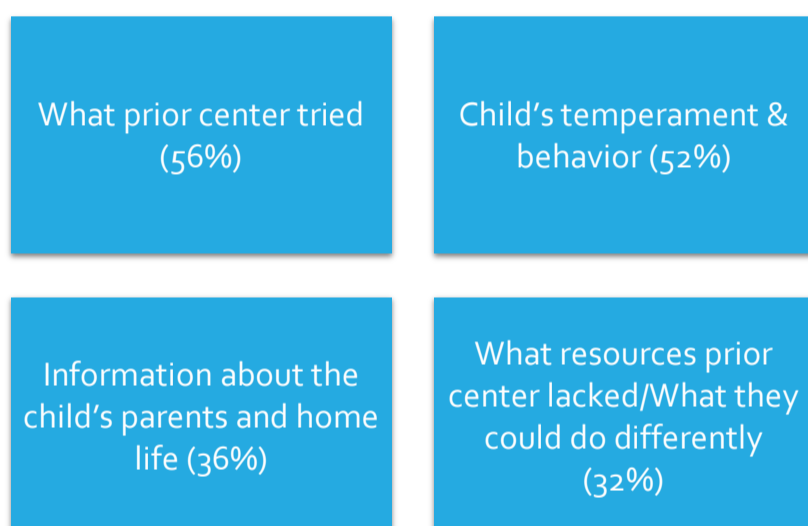 What prior center tried
(56%)
Child’s temperament &
behavior (52%)
Information about the
child’s parents and home
life (36%)
What resources prior
center lacked/What they
could do differently
(32%)